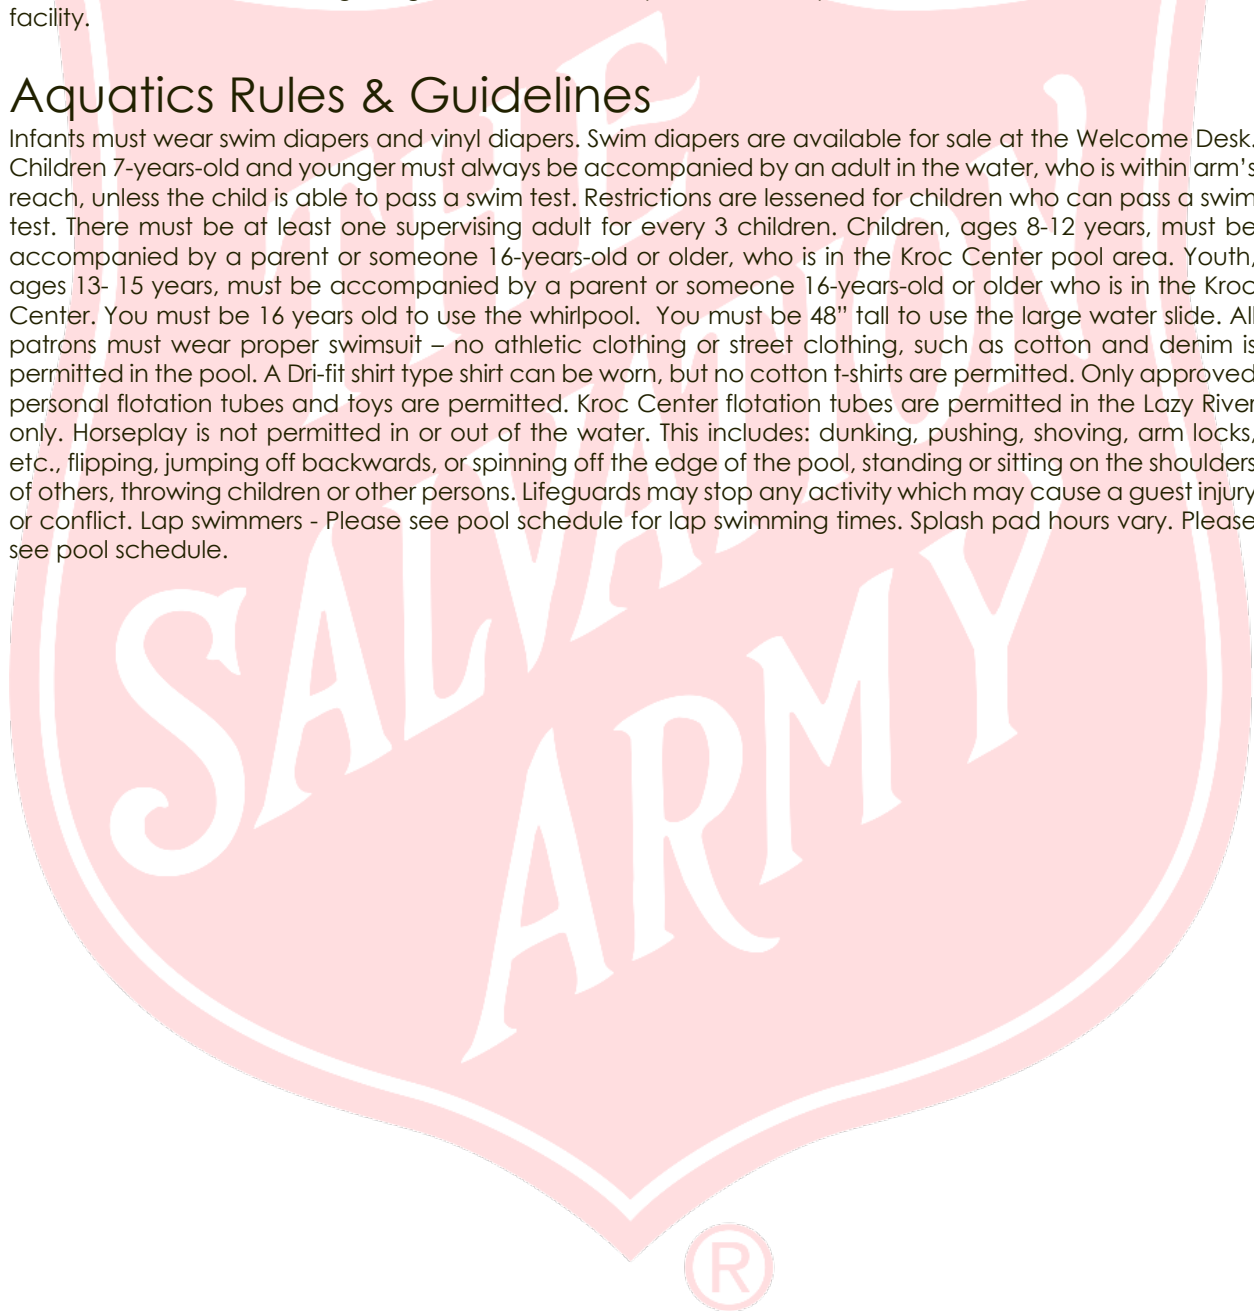 facility.
Aquatics Rules & Guidelines
Infants must wear swim diapers and vinyl diapers. Swim diapers are available for sale at the Welcome Desk.
Children 7-years-old and younger must always be accompanied by an adult in the water, who is within arm’s
reach, unless the child is able to pass a swim test. Restrictions are lessened for children who can pass a swim
test. There must be at least one supervising adult for every 3 children. Children, ages 8-12 years, must be
accompanied by a parent or someone 16-years-old or older, who is in the Kroc Center pool area. Youth,
ages 13- 15 years, must be accompanied by a parent or someone 16-years-old or older who is in the Kroc
Center. You must be 16 years old to use the whirlpool.  You must be 48” tall to use the large water slide. All
patrons must wear proper swimsuit – no athletic clothing or street clothing, such as cotton and denim is
permitted in the pool. A Dri-fit shirt type shirt can be worn, but no cotton t-shirts are permitted. Only approved
personal flotation tubes and toys are permitted. Kroc Center flotation tubes are permitted in the Lazy River
only. Horseplay is not permitted in or out of the water. This includes: dunking, pushing, shoving, arm locks,
etc., flipping, jumping off backwards, or spinning off the edge of the pool, standing or sitting on the shoulders
of others, throwing children or other persons. Lifeguards may stop any activity which may cause a guest injury
or conflict. Lap swimmers - Please see pool schedule for lap swimming times. Splash pad hours vary. Please
see pool schedule.
THE
SALVATION
ARMY
®